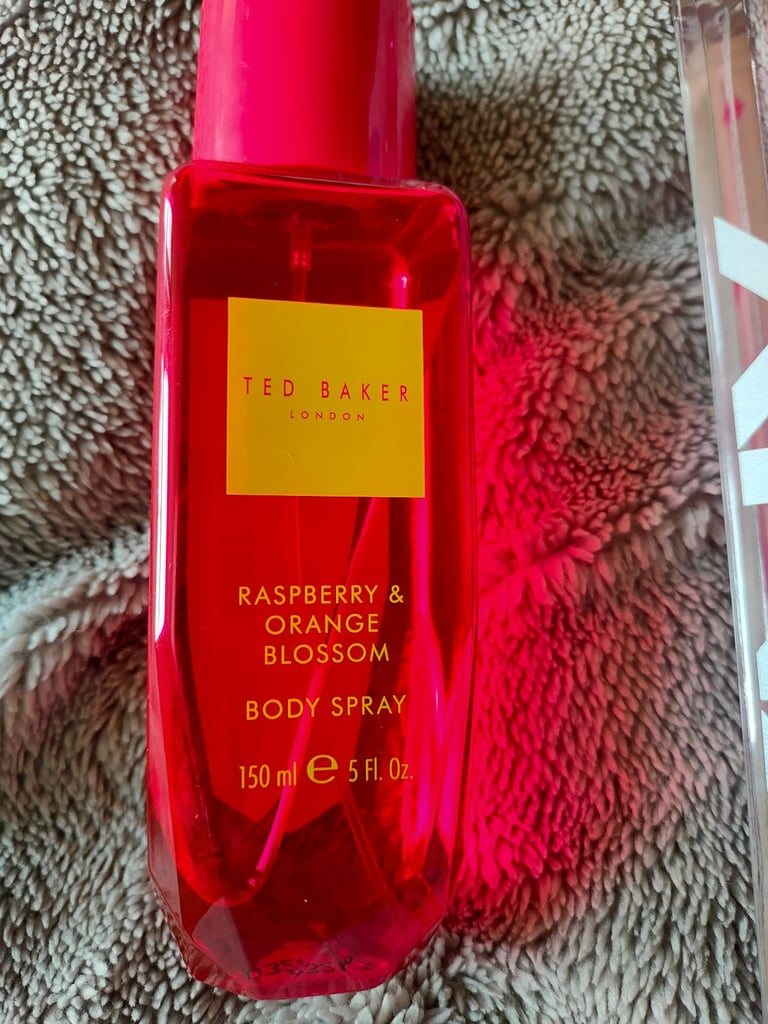 TED BAKER
LONDON
RASPBERRY &
ORANGE
BLOSSOM
BODY SPRAY
150 ml e 5 Fl. Oz.